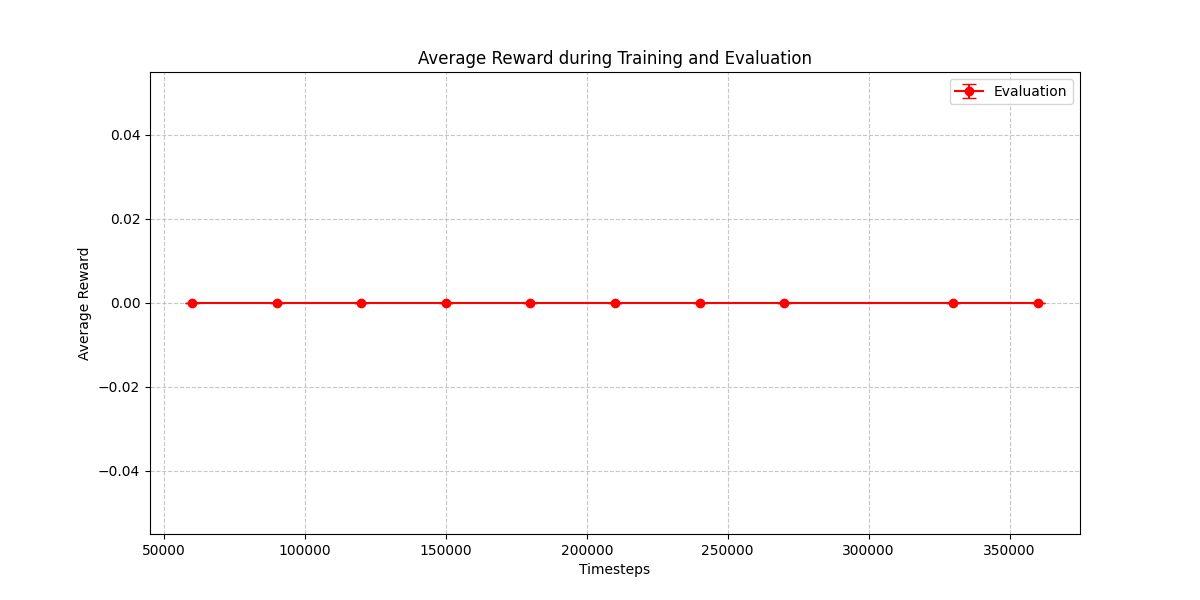 Average Reward during Training and Evaluation
Evaluation
Average Reward
0.04
0.02
0.00
−0.02
−0.04
50000 100000 150000 200000 250000 300000 350000
Timesteps